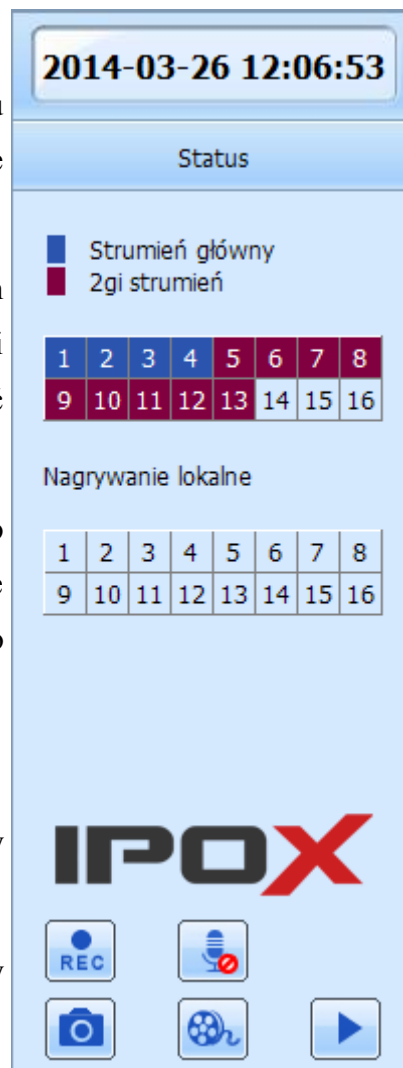 2014-03-26 12:06:53
Status
Strumień główny
2gi strumień
1 2 3 4 5 6 7 8
9 10 11 12 13 14 15 16
Nagrywanie lokalne
1 2 3 4 5 6 7 8
9 10 11 12 13 14 15 16
IPOX
REC